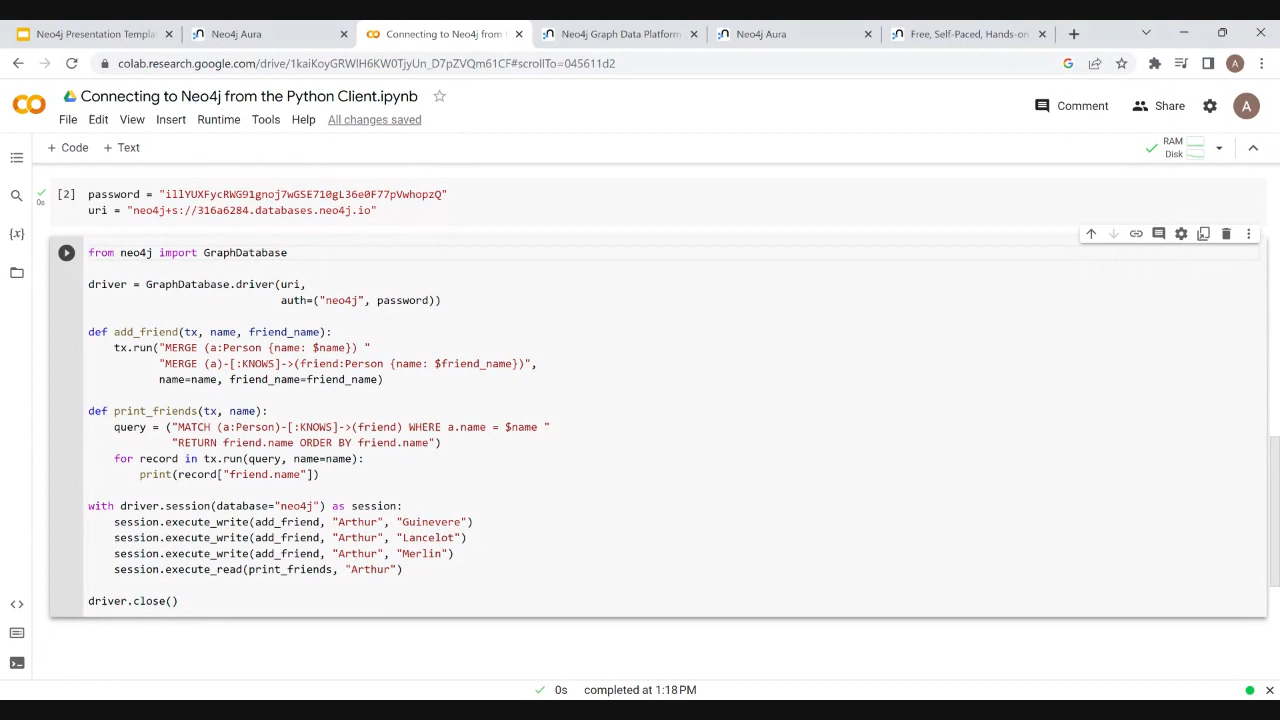 Neo4j Presentation Templa
Neo4j Aura
Connecting to Neo4j from t
Neo4j Graph Data Platform
Neo4j Aura
Free, Self-Paced, Hands-on
colab.research.google.com/drive/1kaiKoyGRWIH6KW0TjyUn_D7pZVQm61CF#scrollTo=045611d2
A
Connecting to Neo4j from the Python Client.ipynb
File Edit View Insert Runtime Tools Help All changes saved
Comment Share A
+ Code + Text
RAM
Disk
[2] password = "illYUXFycRWG91gnoj7wGSE710gL36e0F77pVwhopzQ"
0s
uri = "neo4j+s://316a6284.databases.neo4j.io"
from neo4j import GraphDatabase
driver = GraphDatabase.driver(uri,
auth=("neo4j", password))
def add_friend(tx, name, friend_name):
tx.run("MERGE (a:Person {name: $name}) "
"MERGE (a)-[:KNOWS]->(friend:Person {name: $friend_name})",
name=name, friend_name=friend_name)
def print_friends(tx, name):
query = ("MATCH (a:Person)-[:KNOWS]->(friend) WHERE a.name = $name "
"RETURN friend.name ORDER BY friend.name")
for record in tx.run(query, name=name):
print(record["friend.name"])
with driver.session(database="neo4j") as session:
session.execute_write(add_friend, "Arthur", "Guinevere")
session.execute_write(add_friend, "Arthur", "Lancelot")
session.execute_write(add_friend, "Arthur", "Merlin")
session.execute_read(print_friends, "Arthur")
driver.close()
0s completed at 1:18 PM